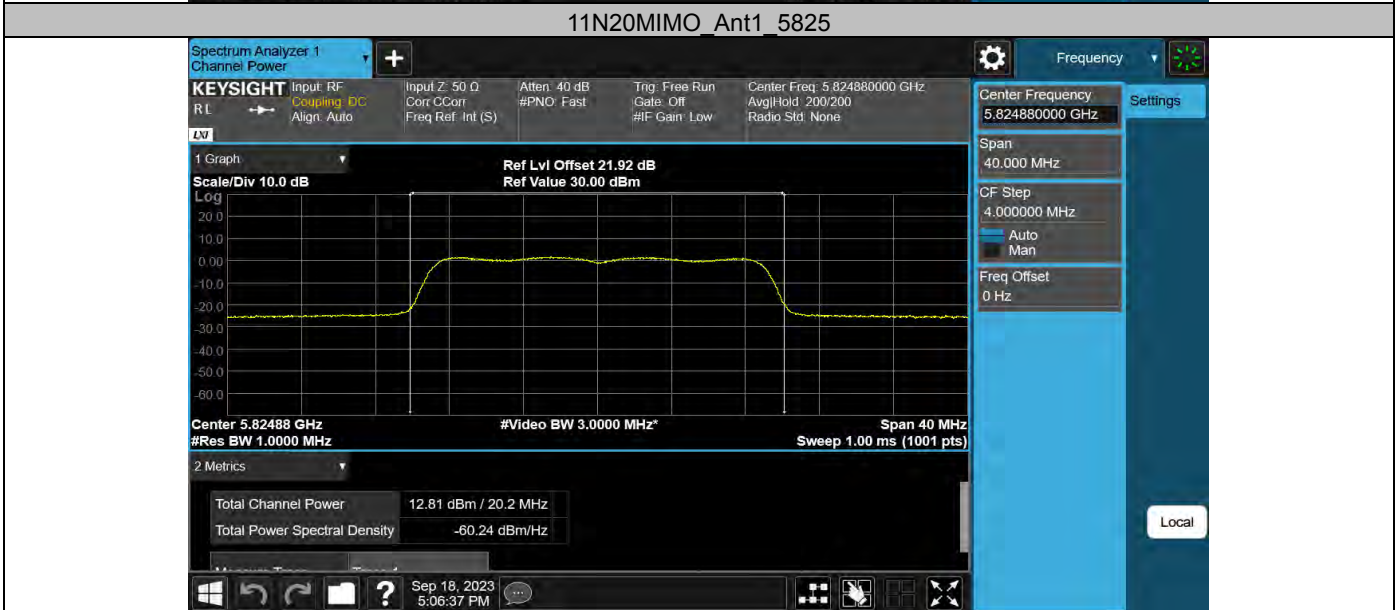 11N20MIMO_Ant1_5825
Spectrum Analyzer 1
Channel Power
+
Frequency
KEYSIGHT
RL
LXI
Input: RF
Coupling: DC
Align: Auto
Input Z: 50 Ω
Corr CCorr
Freq Ref: Int (S)
Atten: 40 dB
#PNO: Fast
Trig: Free Run
Gate: Off
#IF Gain: Low
Center Freq: 5.824880000 GHz
Avg|Hold: 200/200
Radio Std: None
Center Frequency
5.824880000 GHz
Settings
Span
40.000 MHz
CF Step
4.000000 MHz
Auto
Man
Freq Offset
0 Hz
1 Graph
Scale/Div 10.0 dB
Ref Lvl Offset 21.92 dB
Ref Value 30.00 dBm
Log
20.0
10.0
0.00
-10.0
-20.0
-30.0
-40.0
-50.0
-60.0
Center 5.82488 GHz
#Res BW 1.0000 MHz
#Video BW 3.0000 MHz*
Span 40 MHz
Sweep 1.00 ms (1001 pts)
2 Metrics
Total Channel Power 12.81 dBm / 20.2 MHz
Total Power Spectral Density -60.24 dBm/Hz
Local
?
Sep 18, 2023
5:06:37 PM